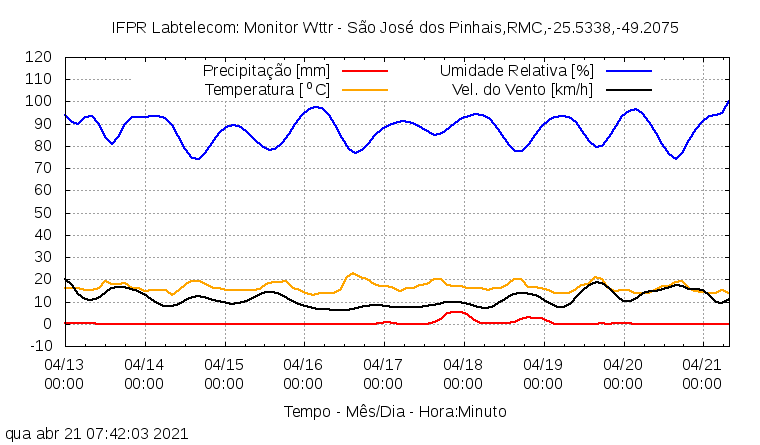 IFPR Labtelecom: Monitor Wttr - São José dos Pinhais,RMC,-25.5338,-49.2075
Precipitação [mm]
Umidade Relativa [%]
Temperatura [ ⁰C]
Vel. do Vento [km/h]
120
110
100
90
80
70
60
50
40
30
20
10
0
-10
04/13 04/14 04/15 04/16 04/17 04/18 04/19 04/20 04/21
00:00 00:00 00:00 00:00 00:00 00:00 00:00 00:00 00:00
Tempo - Mês/Dia - Hora:Minuto
qua abr 21 07:42:03 2021